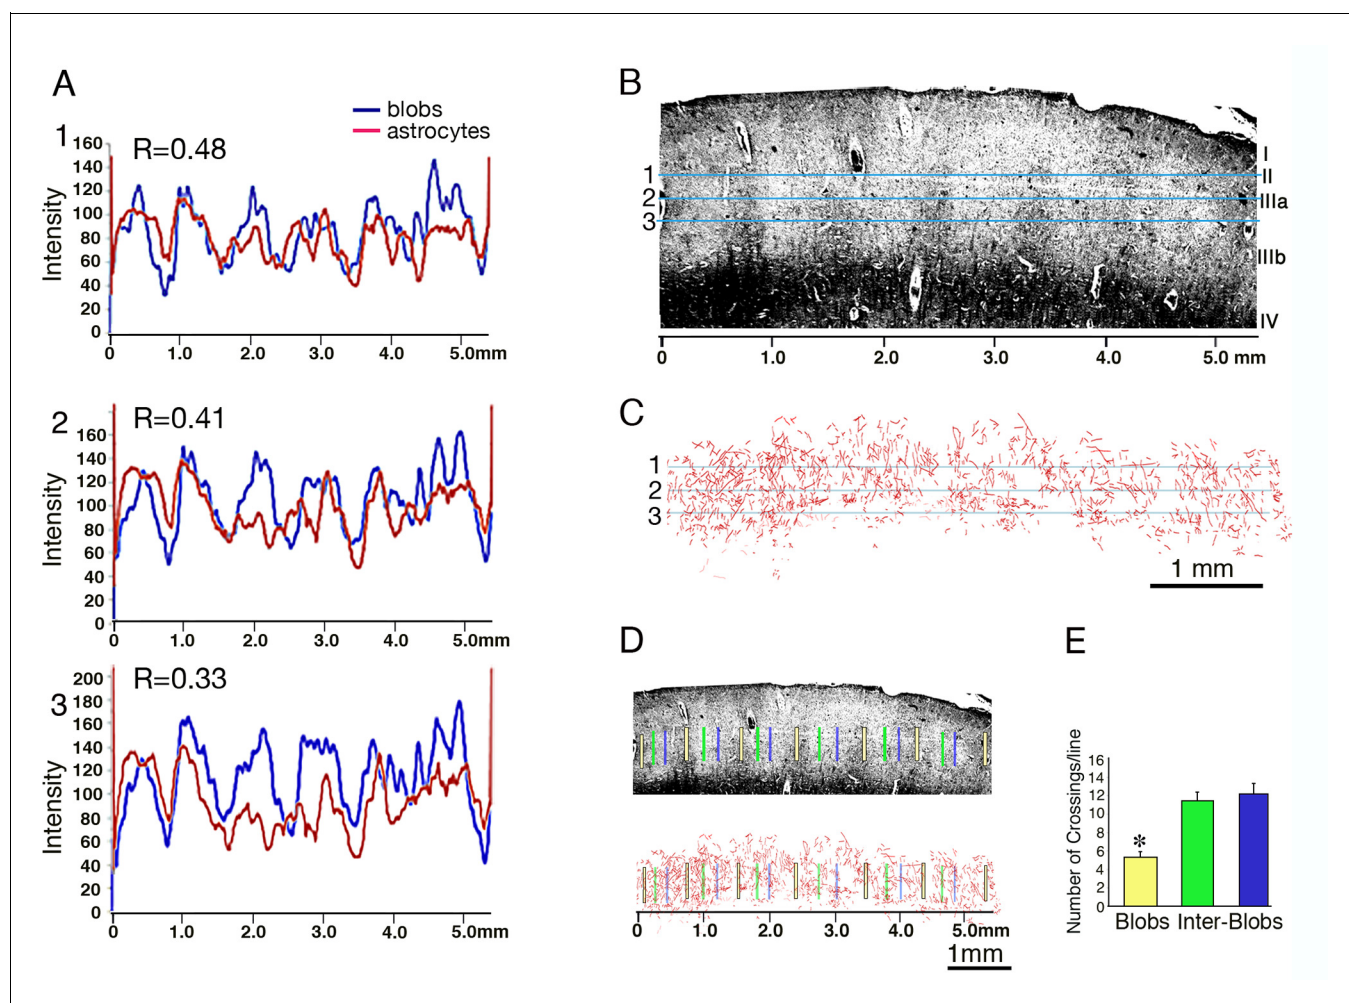 A
blobs
astrocytes
1
R=0.48
Intensity
160
140
120
100
80
60
40
20
0
0 1.0 2.0 3.0 4.0 5.0mm
2
R=0.41
Intensity
160
140
120
100
80
60
40
20
0
0 1.0 2.0 3.0 4.0 5.0mm
3
R=0.33
Intensity
200
180
160
140
120
100
80
60
40
20
0
0 1.0 2.0 3.0 4.0 5.0mm
B
1
2
3
I
II
IIIa
IIIb
IV
0 1.0 2.0 3.0 4.0 5.0 mm
C
1
2
3
1 mm
D
0 1.0 2.0 3.0 4.0 5.0mm
1mm
E
Number of Crossings/line
16
14
12
10
8
6
4
2
0
*
Blobs Inter-Blobs